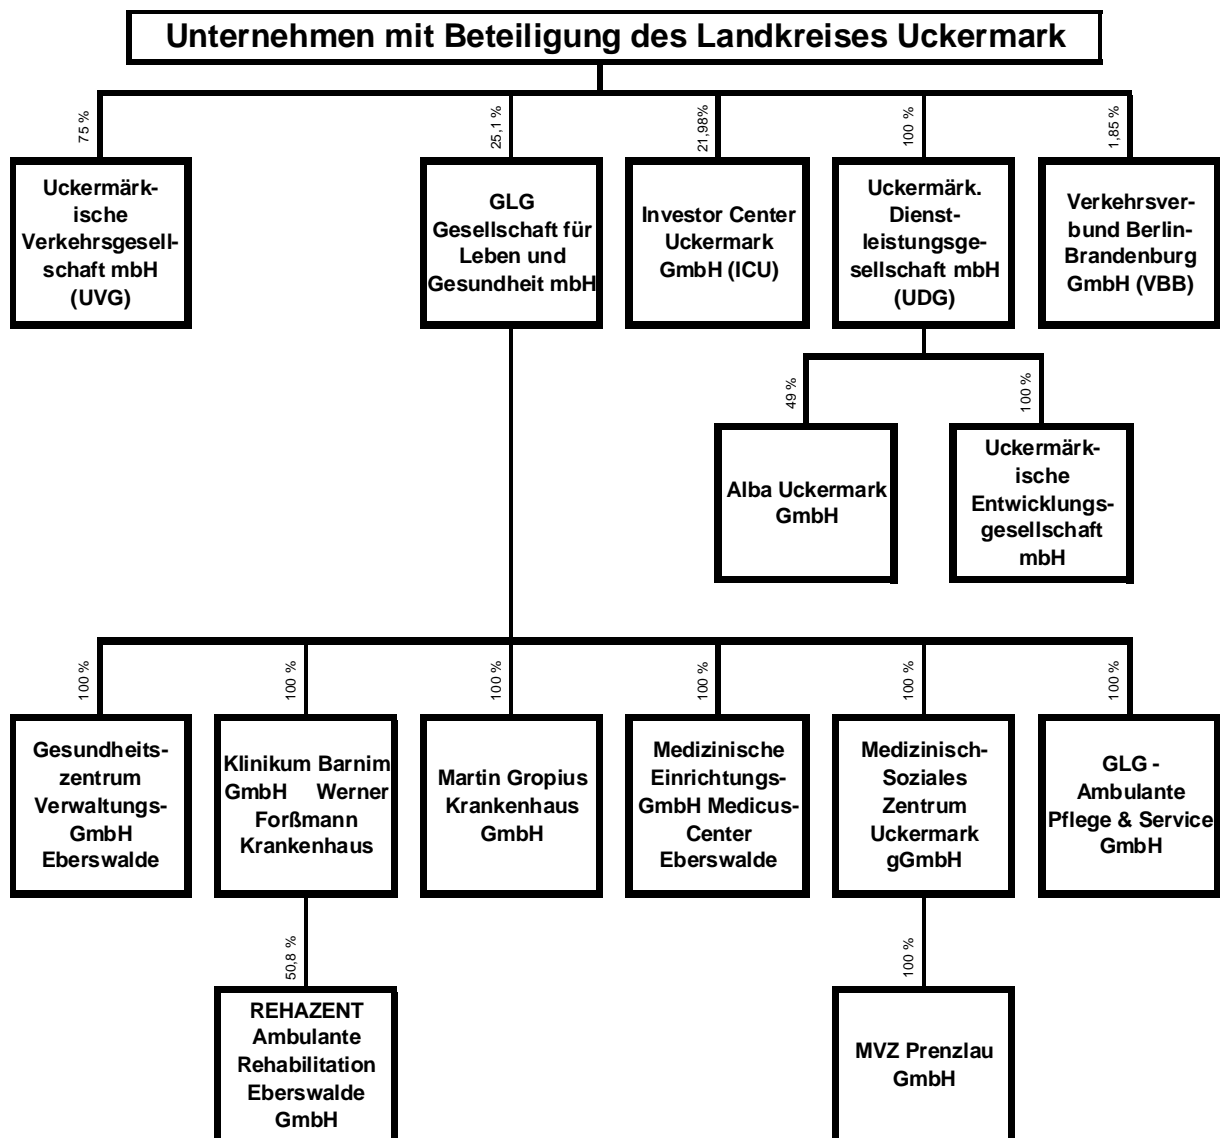 Unternehmen mit Beteiligung des Landkreises Uckermark
75 %
25,1 %
21,98%
100 %
1,85 %
Uckermärk-
ische
Verkehrsgesell-
schaft mbH
(UVG)
GLG
Gesellschaft für
Leben und
Gesundheit mbH
Investor Center
Uckermark
GmbH (ICU)
Uckermärk.
Dienst-
leistungsge-
sellschaft mbH
(UDG)
Verkehrsver-
bund Berlin-
Brandenburg
GmbH (VBB)
49 %
100 %
Alba Uckermark
GmbH
Uckermärk-
ische
Entwicklungs-
gesellschaft
mbH
100 %
100 %
100 %
100 %
100 %
100 %
Gesundheits-
zentrum
Verwaltungs-
GmbH
Eberswalde
Klinikum Barnim
GmbH Werner
Forßmann
Krankenhaus
Martin Gropius
Krankenhaus
GmbH
Medizinische
Einrichtungs-
GmbH Medicus-
Center
Eberswalde
Medizinisch-
Soziales
Zentrum
Uckermark
gGmbH
GLG -
Ambulante
Pflege & Service
GmbH
50,8 %
100 %
REHAZENT
Ambulante
Rehabilitation
Eberswalde
GmbH
MVZ Prenzlau
GmbH